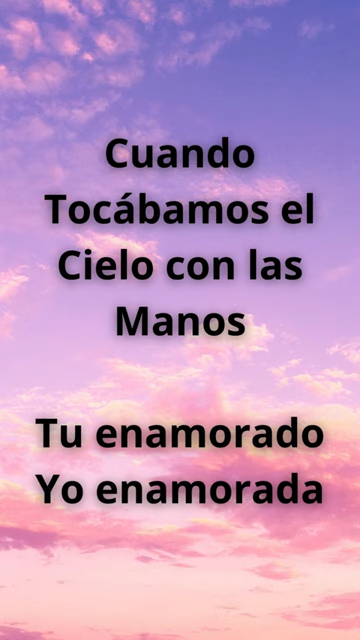 Cuando
Tocábamos el
Cielo con las
Manos
Tu enamorado
Yo enamorada